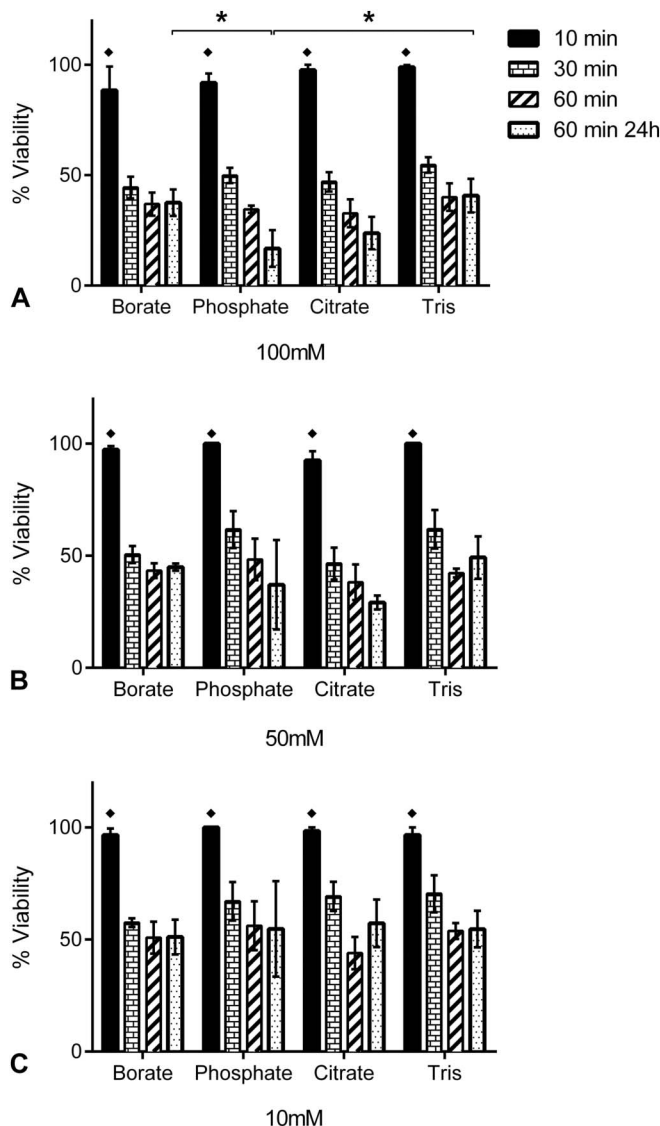 * *
10 min
30 min
60 min
60 min 24h
100
50
0
% Viability
A
Borate Phosphate Citrate Tris
100mM
100
50
0
% Viability
B
Borate Phosphate Citrate Tris
50mM
100
50
0
% Viability
C
Borate Phosphate Citrate Tris
10mM